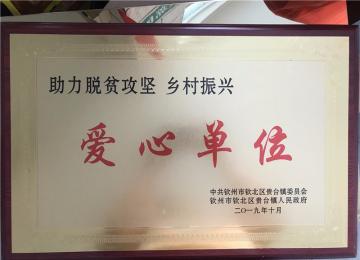 助力脱贫攻坚 乡村振兴
爱心单位
中共钦州市钦北区贵台镇委员会
钦州市钦北区贵台镇人民政府
二〇一九年十月